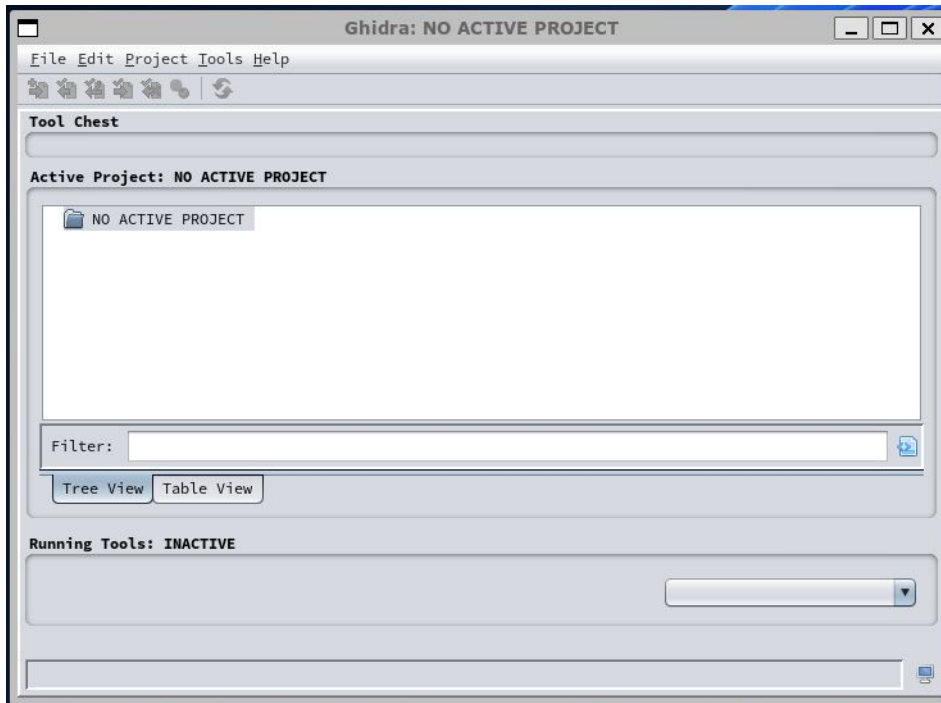 Ghidra: NO ACTIVE PROJECT
File Edit Project Tools Help
Tool Chest
Active Project: NO ACTIVE PROJECT
NO ACTIVE PROJECT
Filter:
Tree View Table View
Running Tools: INACTIVE